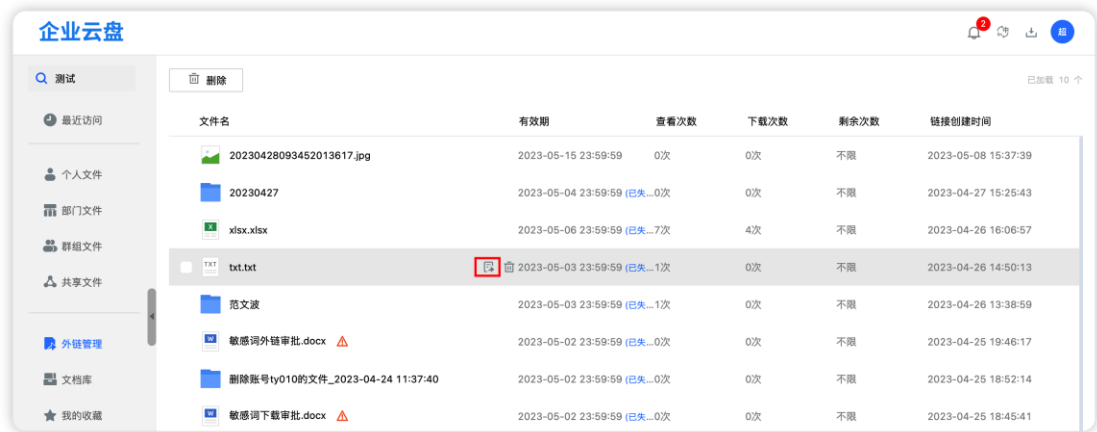 企业云盘
2
超
测试
删除
已加载 10 个
最近访问
文件名 有效期 查看次数 下载次数 剩余次数 链接创建时间
20230428093452013617.jpg 2023-05-15 23:59:59 0次 0次 不限 2023-05-08 15:37:39
个人文件
20230427 2023-05-04 23:59:59 (已失...0次 0次 不限 2023-04-27 15:25:43
部门文件
X xlsx.xlsx 2023-05-06 23:59:59 (已失...7次 4次 不限 2023-04-26 16:06:57
群组文件
TXT txt.txt 2023-05-03 23:59:59 (已失...1次 0次 不限 2023-04-26 14:50:13
共享文件
范文波 2023-05-03 23:59:59 (已失...1次 0次 不限 2023-04-26 13:38:59
外链管理
W 敏感词外链审批.docx 2023-05-02 23:59:59 (已失...0次 0次 不限 2023-04-25 19:46:17
文档库
删除账号ty010的文件_2023-04-24 11:37:40 2023-05-02 23:59:59 (已失...0次 0次 不限 2023-04-25 18:52:14
我的收藏
W 敏感词下载审批.docx 2023-05-02 23:59:59 (已失...0次 0次 不限 2023-04-25 18:45:41